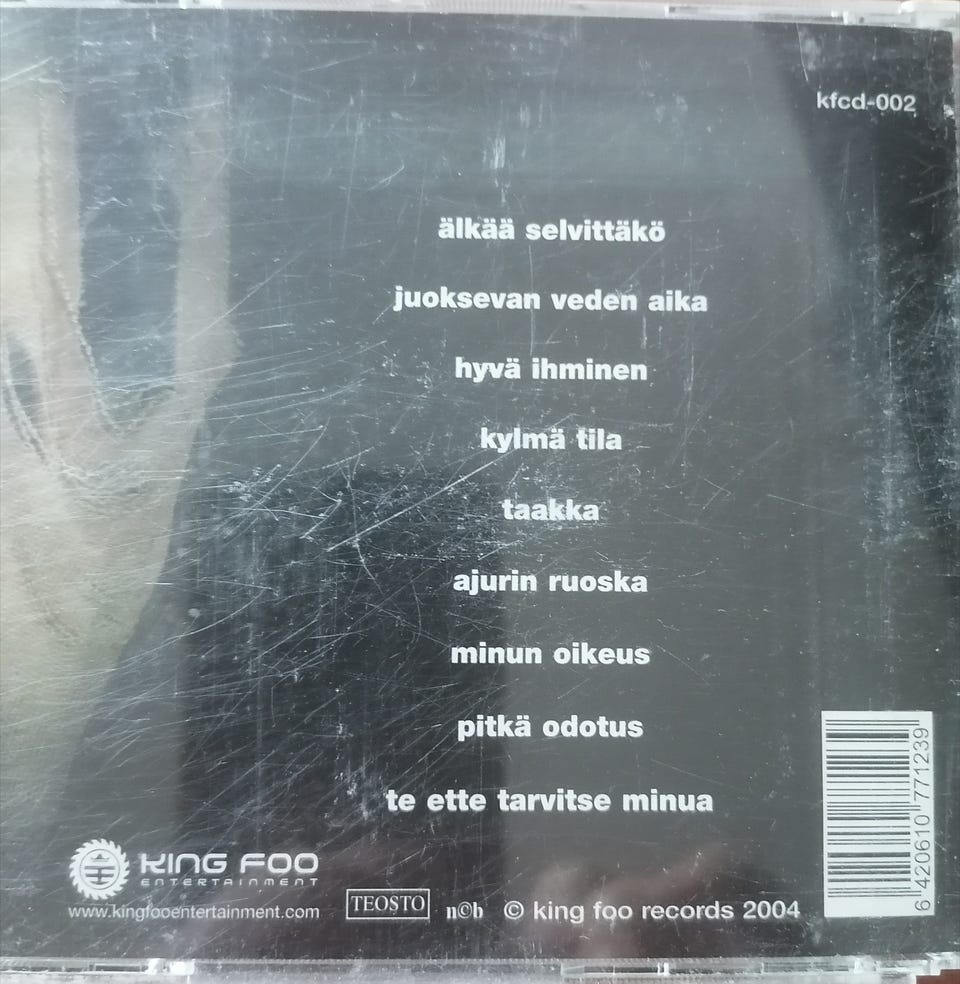 kfcd-002
älkää selvittäkö
juoksevan veden aika
hyvä ihminen
kylmä tila
taakka
ajurin ruoska
minun oikeus
pitkä odotus
te ette tarvitse minua
KING FOO
ENTERTAINMENT
www.kingfooentertainment.com
TEOSTO
n©b
© king foo records 2004
6 420610 771239